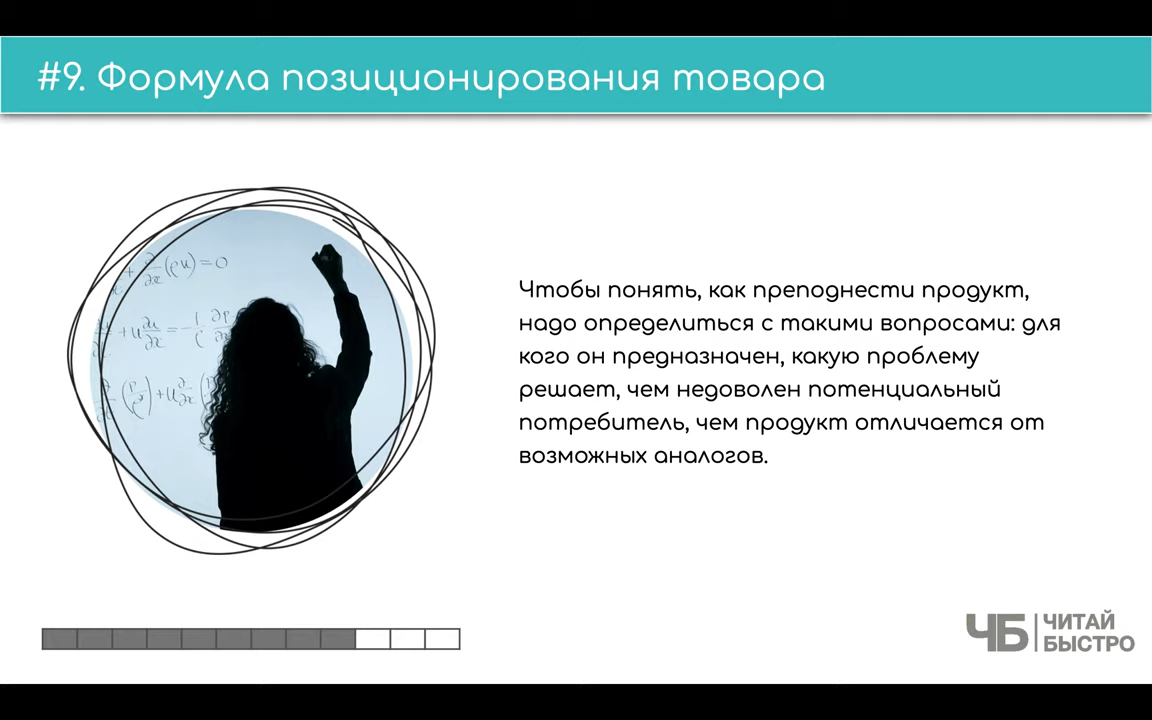 #9. Формула позиционирования товара
Чтобы понять, как преподнести продукт,
надо определиться с такими вопросами: для
кого он предназначен, какую проблему
решает, чем недоволен потенциальный
потребитель, чем продукт отличается от
возможных аналогов.
ЧБ | ЧИТАЙ
БЫСТРО